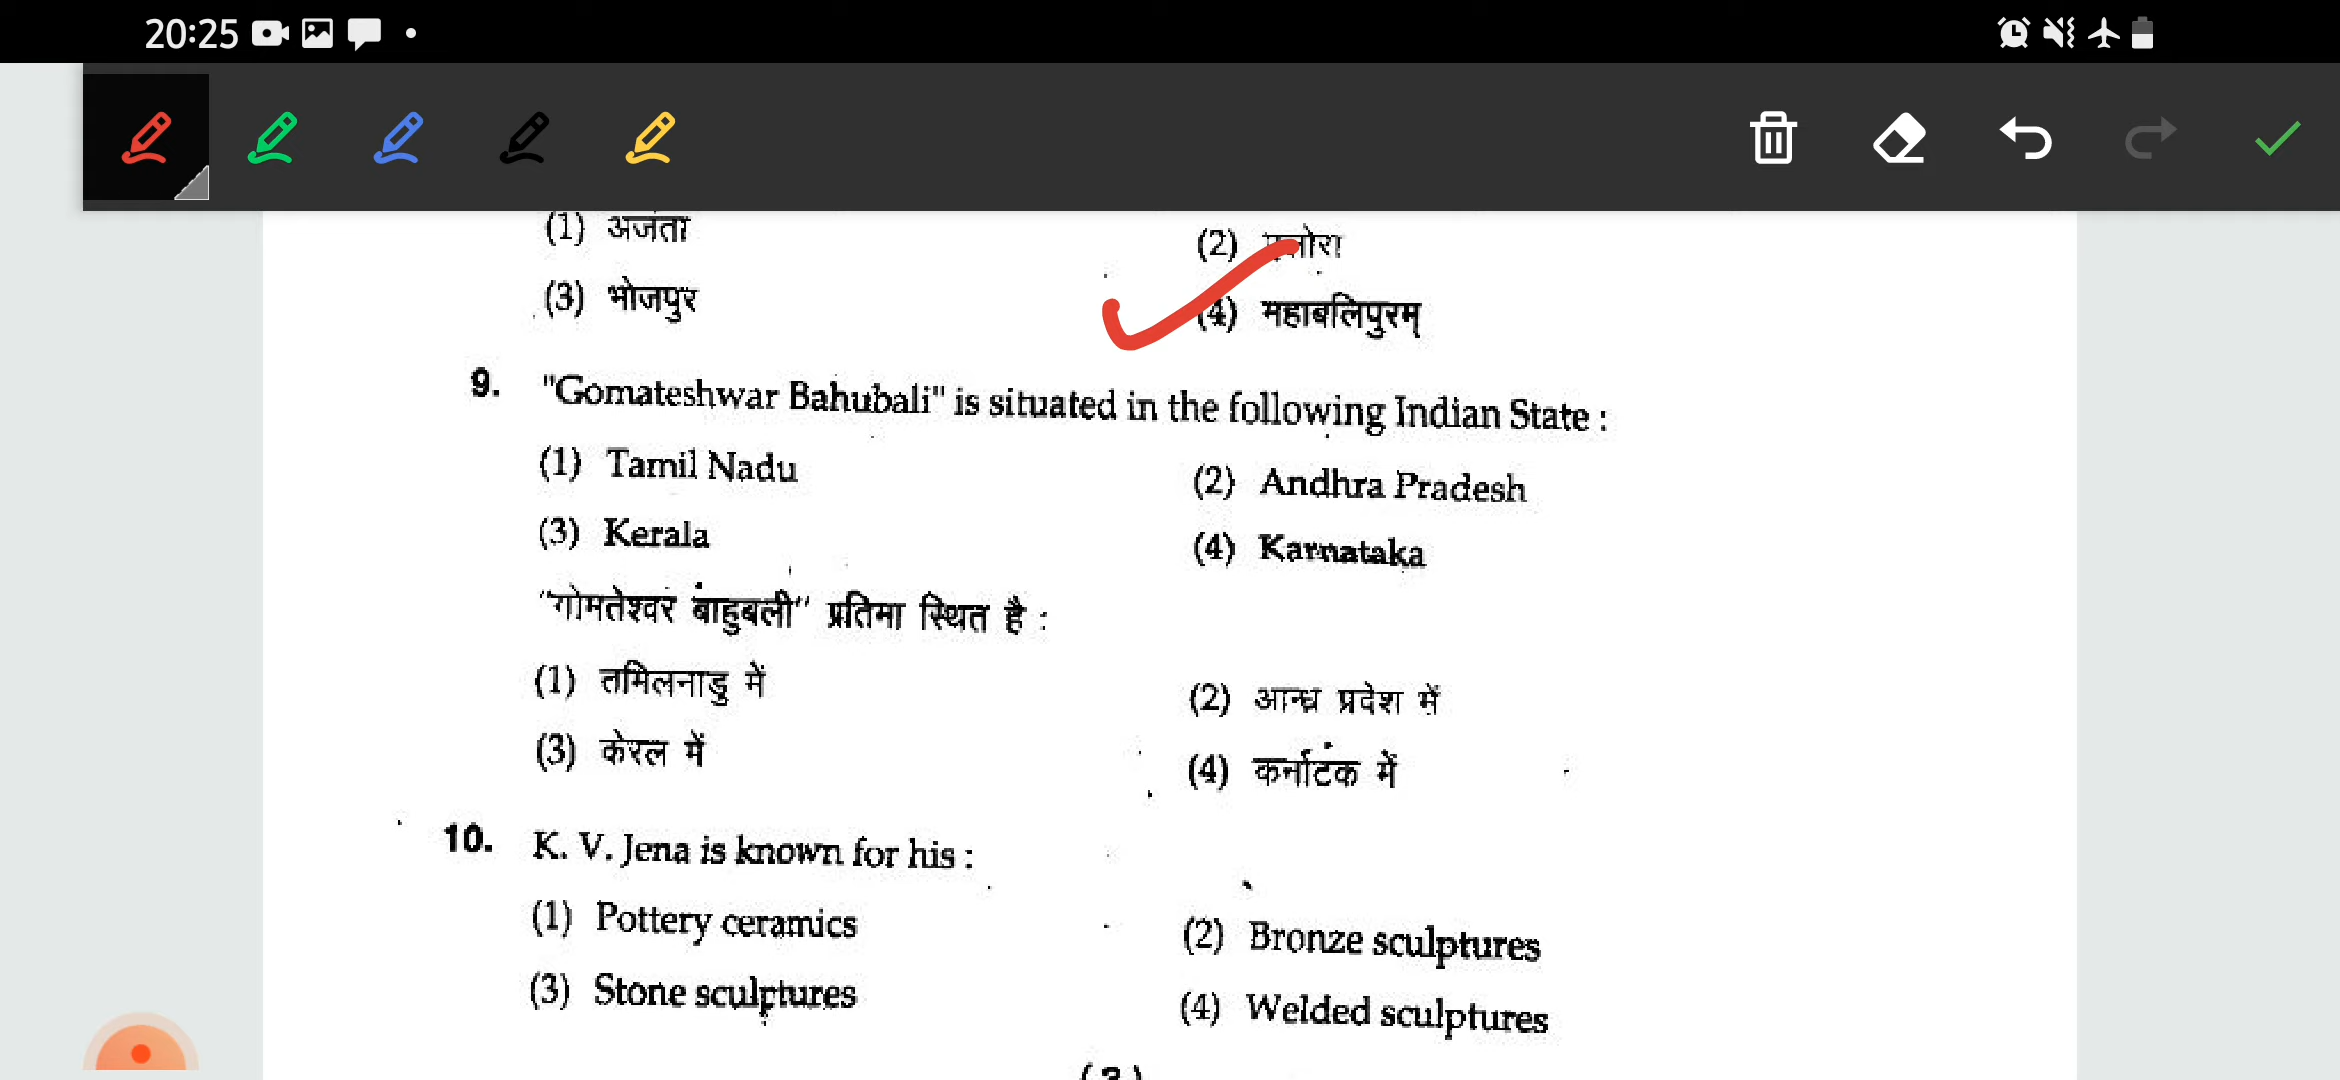 20:25
(1) अजंता
(2) एलोरा
(3) भोजपुर
(4) महाबलिपुरम्
9. "Gomateshwar Bahubali" is situated in the following Indian State :
(1) Tamil Nadu
(2) Andhra Pradesh
(3) Kerala
(4) Karnataka
"गोमतेश्वर बाहुबली" प्रतिमा स्थित है :
(1) तमिलनाडु में
(2) आन्ध्र प्रदेश में
(3) केरल में
(4) कर्नाटक में
10. K. V. Jena is known for his :
(1) Pottery ceramics
(2) Bronze sculptures
(3) Stone sculptures
(4) Welded sculptures
(3)